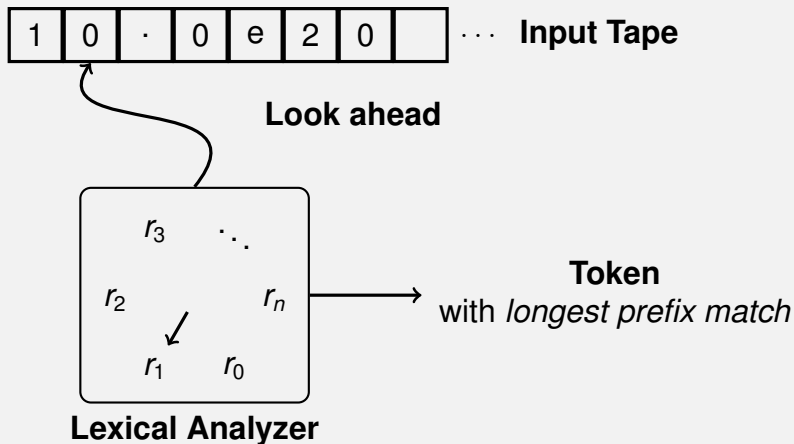 1 0 . 0 e 2 0 ··· Input Tape
Look ahead
r3 ⋱
r2 rn
r1 r0
Token
with longest prefix match
Lexical Analyzer